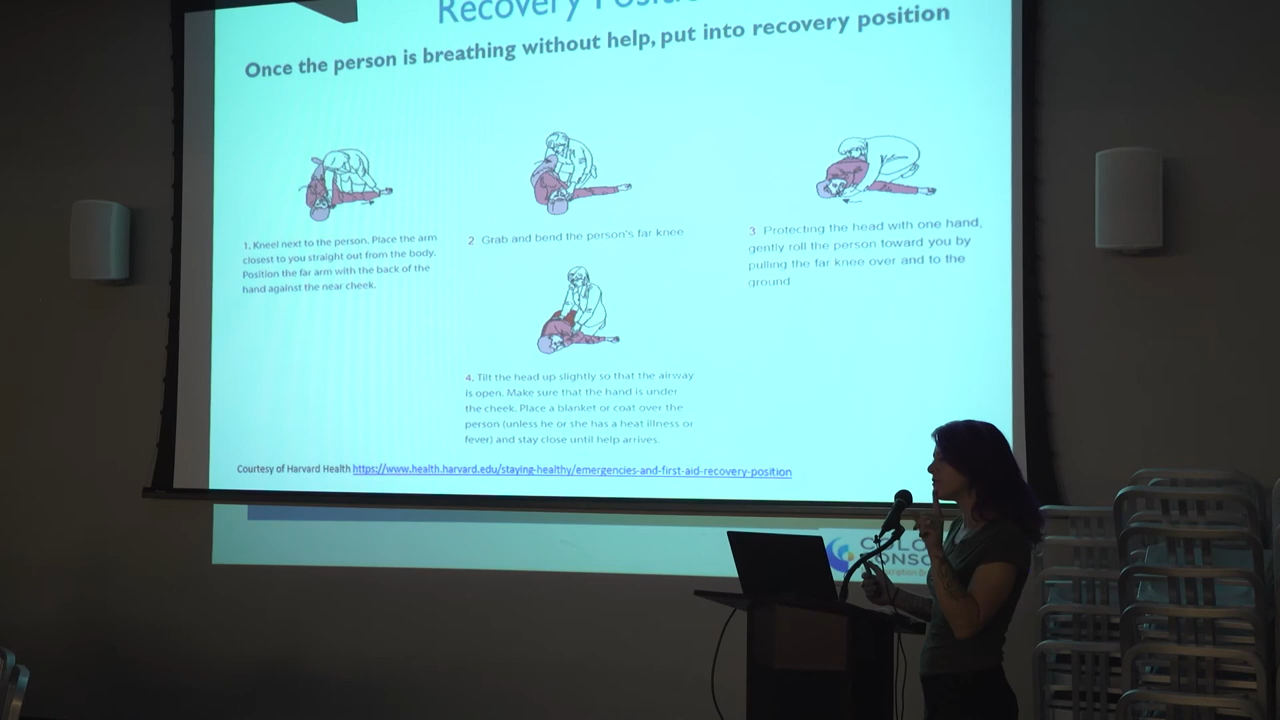 Recovery
Once the person is breathing without help, put into recovery position
1. Kneel next to the person. Place the arm
closest to you straight out from the body.
Position the far arm with the back of the
hand against the near cheek.
2 Grab and bend the person's far knee
3 Protecting the head with one hand,
gently roll the person toward you by
pulling the far knee over and to the
ground
4. Tilt the head up slightly so that the airway
is open. Make sure that the hand is under
the cheek. Place a blanket or coat over the
person (unless he or she has a heat illness or
fever) and stay close until help arrives.
Courtesy of Harvard Health https://www.health.harvard.edu/staying-healthy/emergencies-and-first-aid-recovery-position